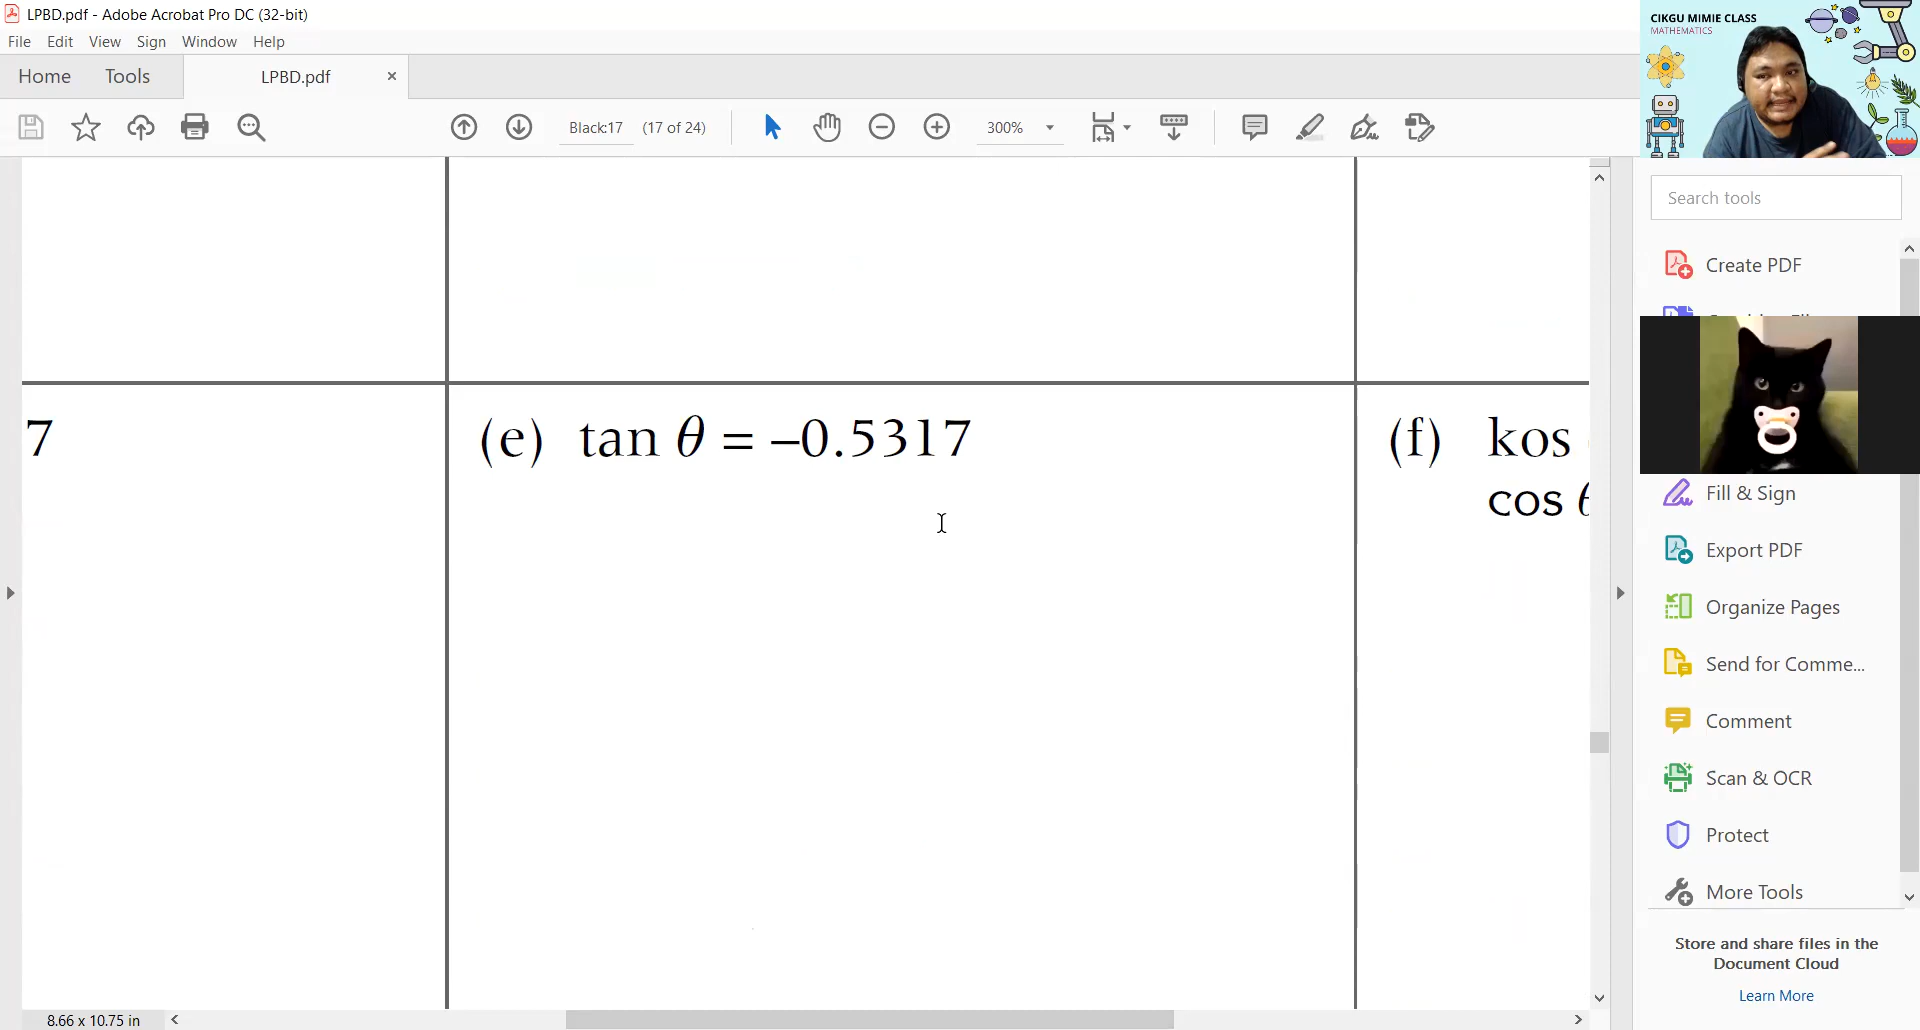 LPBD.pdf - Adobe Acrobat Pro DC (32-bit)
File Edit View Sign Window Help
Home Tools LPBD.pdf ×
Black:17 (17 of 24) 300%
CIKGU MIMIE CLASS
MATHEMATICS
Search tools
Create PDF
Fill & Sign
Export PDF
Organize Pages
Send for Comme...
Comment
Scan & OCR
Protect
More Tools
Store and share files in the
Document Cloud
Learn More
7
(e) tan θ = –0.5317
(f) kos
cos θ
8.66 x 10.75 in